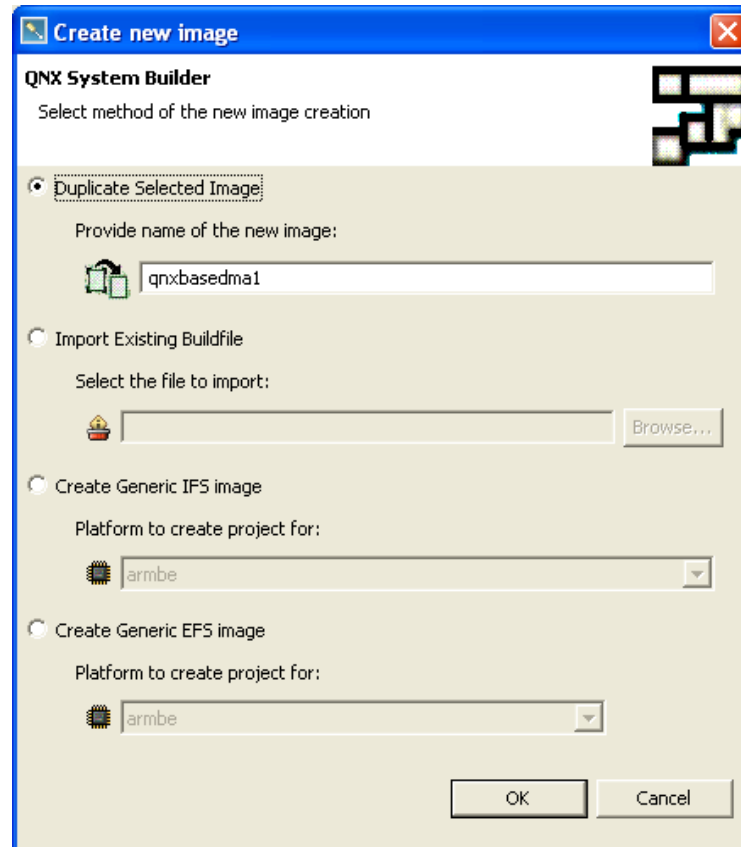 Create new image
QNX System Builder
Select method of the new image creation
Duplicate Selected Image
Provide name of the new image:
qnxbasedma1
Import Existing Buildfile
Select the file to import:
Browse...
Create Generic IFS image
Platform to create project for:
armbe
Create Generic EFS image
Platform to create project for:
armbe
OK Cancel